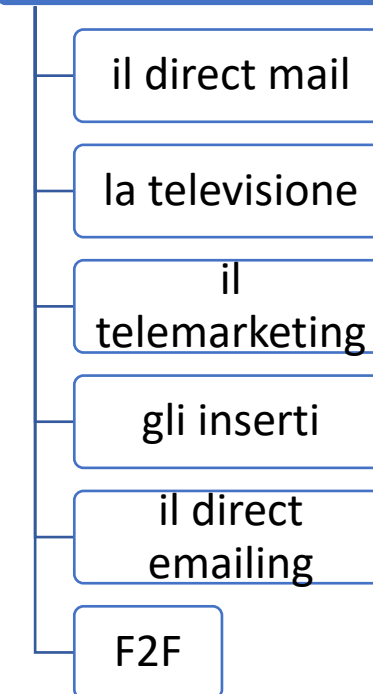 il direct mail
la televisione
il
telemarketing
gli inserti
il direct
emailing
F2F